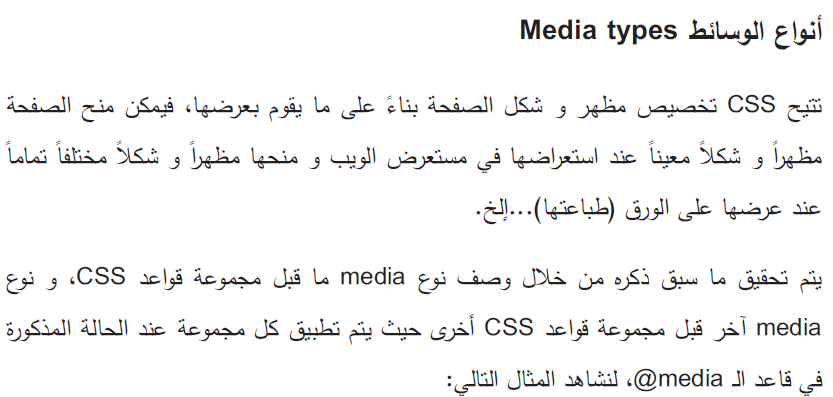 أنواع الوسائط Media types
تتيح CSS تخصيص مظهر و شكل الصفحة بناءً على ما يقوم بعرضها، فيمكن منح الصفحة
مظهراً و شكلاً معيناً عند استعراضها في مستعرض الويب و منحها مظهراً و شكلاً مختلفاً تماماً
عند عرضها على الورق (طباعتها)...إلخ.
يتم تحقيق ما سبق ذكره من خلال وصف نوع media ما قبل مجموعة قواعد CSS، و نوع
media آخر قبل مجموعة قواعد CSS أخرى حيث يتم تطبيق كل مجموعة عند الحالة المذكورة
في قاعد الـ media@، لنشاهد المثال التالي: